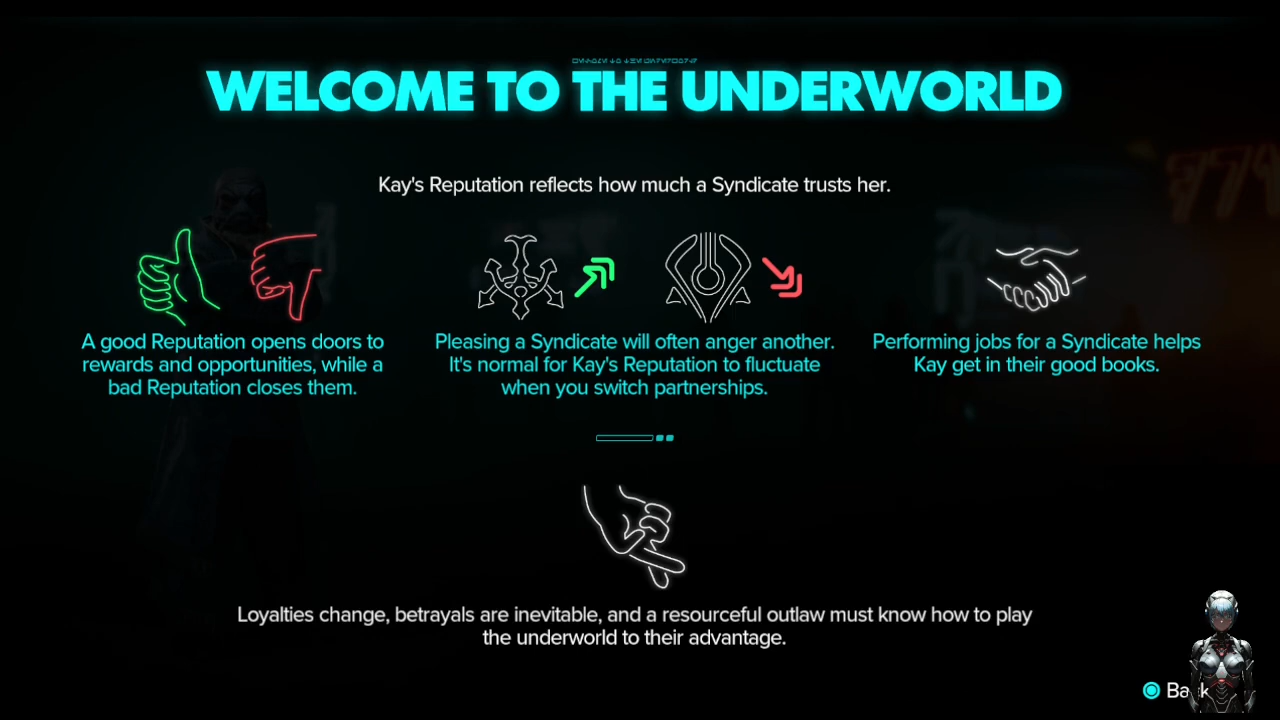 WELCOME TO THE UNDERWORLD
Kay's Reputation reflects how much a Syndicate trusts her.
A good Reputation opens doors to
rewards and opportunities, while a
bad Reputation closes them.
Pleasing a Syndicate will often anger another.
It's normal for Kay's Reputation to fluctuate
when you switch partnerships.
Performing jobs for a Syndicate helps
Kay get in their good books.
Loyalties change, betrayals are inevitable, and a resourceful outlaw must know how to play
the underworld to their advantage.
Back